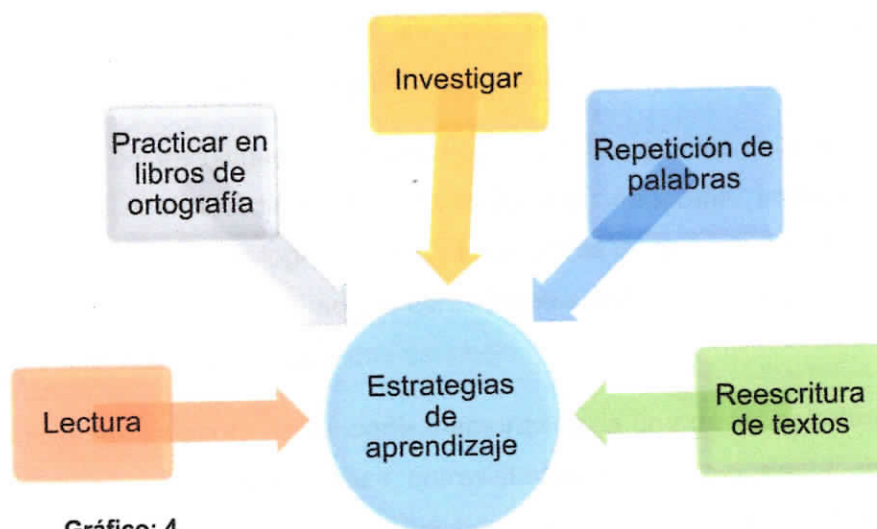 Investigar
Practicar en
libros de
ortografía
Repetición de
palabras
Lectura
Estrategias
de
aprendizaje
Reescritura
de textos
Gráfico: 4